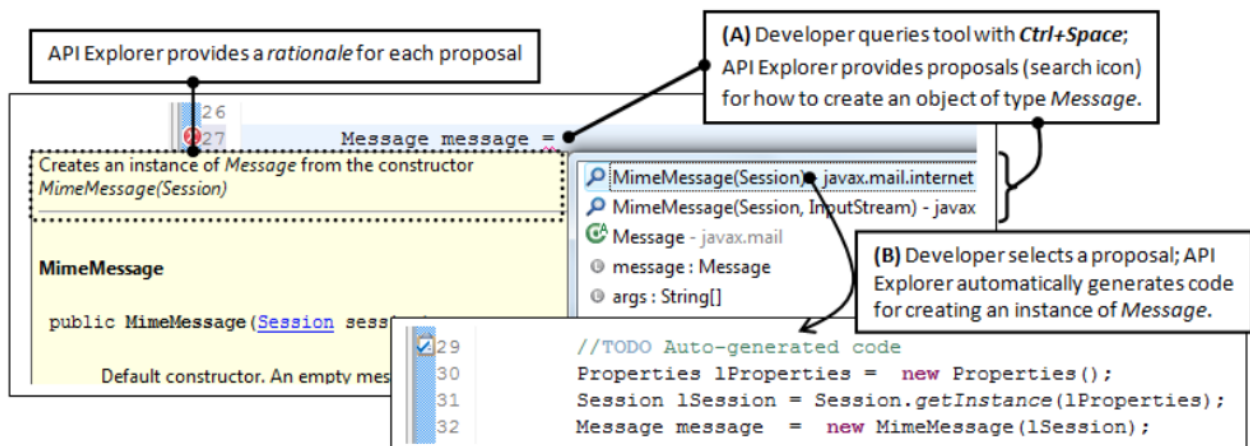 API Explorer provides a rationale for each proposal
(A) Developer queries tool with Ctrl+Space;
API Explorer provides proposals (search icon)
for how to create an object of type Message.
26
27 Message message =
Creates an instance of Message from the constructor
MimeMessage(Session)
MimeMessage
public MimeMessage(Session
Default constructor. An empty
MimeMessage(Session) - javax.mail.internet
MimeMessage(Session, InputStream) - javax
Message - javax.mail
message : Message
args : String[]
(B) Developer selects a proposal; API
Explorer automatically generates code
for creating an instance of Message.
29 //TODO Auto-generated code
30 Properties lProperties = new Properties();
31 Session lSession = Session.getInstance(lProperties);
32 Message message = new MimeMessage(lSession);